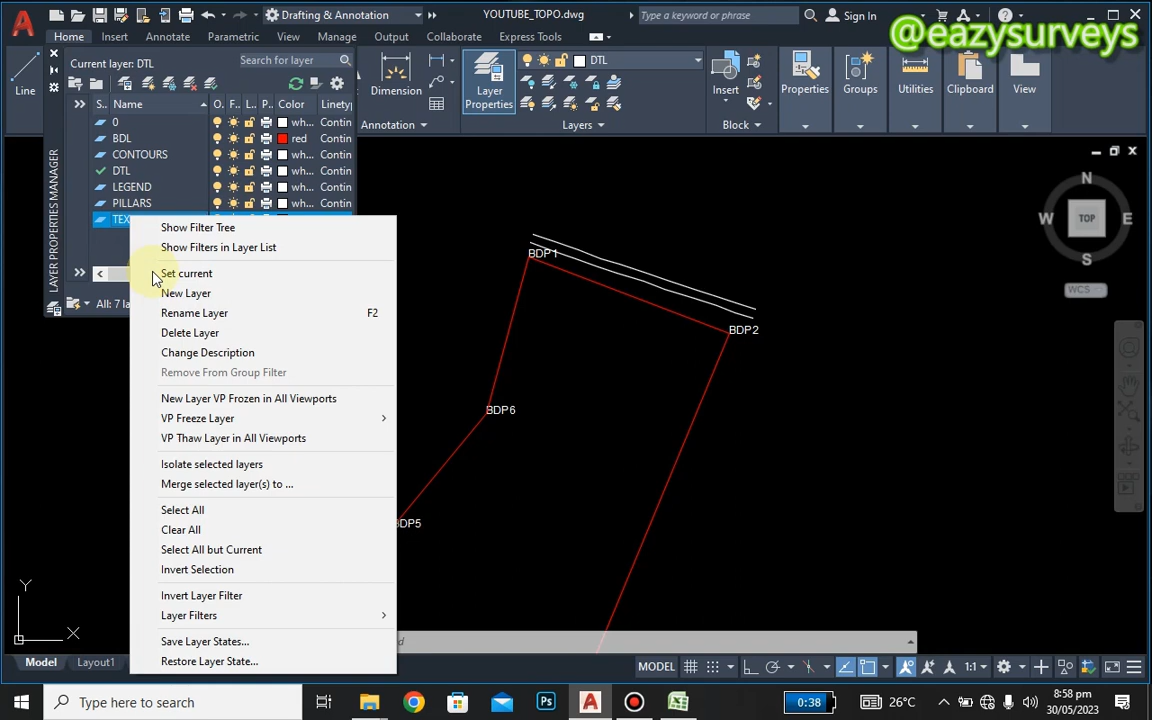 Drafting & Annotation
YOUTUBE_TOPO.dwg
Type a keyword or phrase
Sign In
@eazysurveys
Home
Insert
Annotate
Parametric
View
Manage
Output
Collaborate
Express Tools
Line
Current layer: DTL
Search for layer
Dimension
Layer
Properties
DTL
Insert
Properties
Groups
Utilities
Clipboard
View
Annotation
Layers
Block
S..
Name
O.
F..
L..
P..
Color
Linety
0
wh...
Contin
BDL
red
Contin
CONTOURS
wh...
Contin
DTL
wh...
Contin
LEGEND
wh...
Contin
PILLARS
wh...
Contin
TEX
All: 7 la
LAYER PROPERTIES MANAGER
Show Filter Tree
Show Filters in Layer List
Set current
New Layer
Rename Layer F2
Delete Layer
Change Description
Remove From Group Filter
New Layer VP Frozen in All Viewports
VP Freeze Layer
VP Thaw Layer in All Viewports
Isolate selected layers
Merge selected layer(s) to ...
Select All
Clear All
Select All but Current
Invert Selection
Invert Layer Filter
Layer Filters
Save Layer States...
Restore Layer State...
BDP1
BDP2
BDP6
BDP5
N
W
TOP
E
S
WCS
Y
X
Model
Layout1
MODEL
1:1
Type here to search
0:38
26°C
8:58 pm
30/05/2023